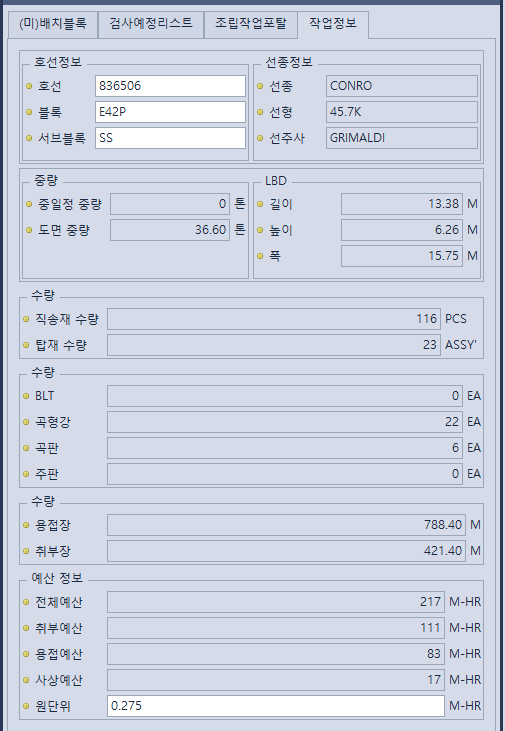 (미)배치블록 검사예정리스트 조립작업포탈 작업정보
호선정보 선종정보
호선 836506 선종 CONRO
블록 E42P 선형 45.7K
서브블록 SS 선주사 GRIMALDI
중량 LBD
중일정 중량 0 톤 길이 13.38 M
도면 중량 36.60 톤 높이 6.26 M
폭 15.75 M
수량
직송재 수량 116 PCS
탑재 수량 23 ASSY'
수량
BLT 0 EA
곡형강 22 EA
곡판 6 EA
주판 0 EA
수량
용접장 788.40 M
취부장 421.40 M
예산 정보
전체예산 217 M-HR
취부예산 111 M-HR
용접예산 83 M-HR
사상예산 17 M-HR
원단위 0.275 M-HR